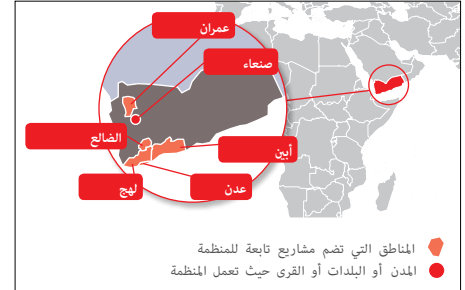 عمران
صنعاء
الضالع
أبين
لهج
عدن
المناطق التي تضم مشاريع تابعة للمنظمة
المدن أو البلدات أو القرى حيث تعمل المنظمة